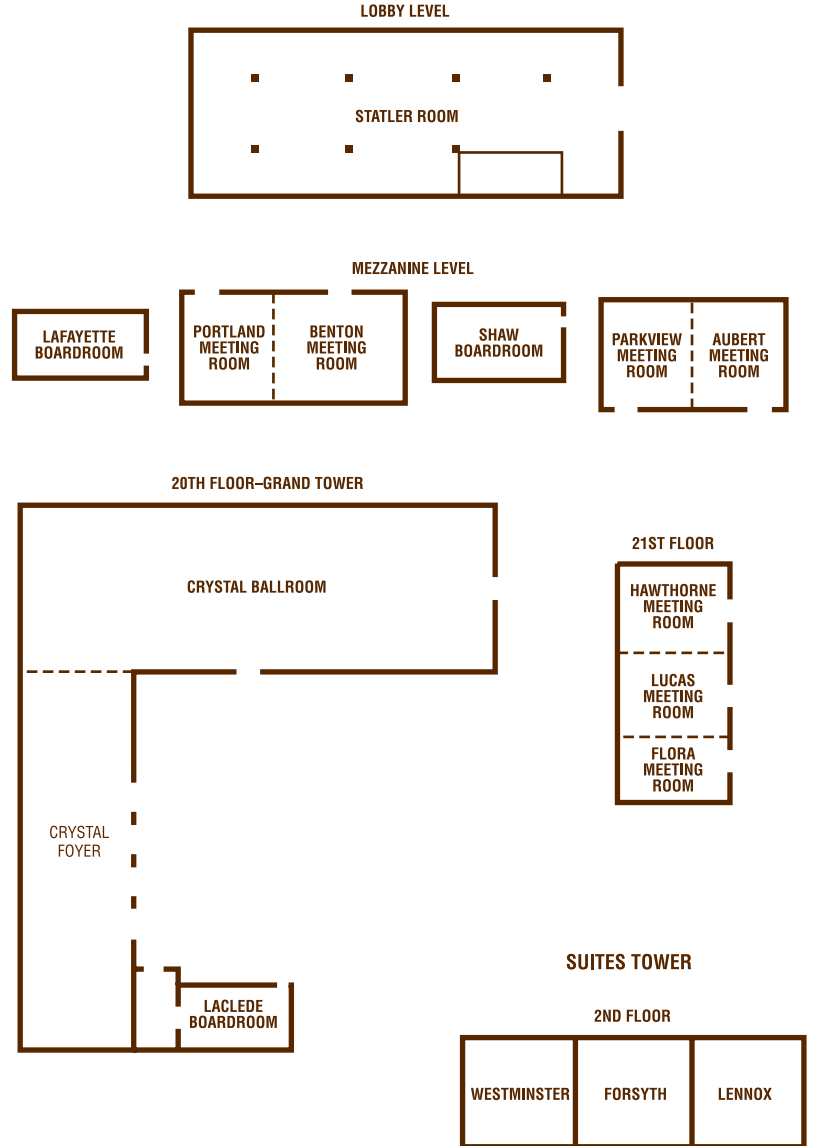 LOBBY LEVEL
STATLER ROOM
MEZZANINE LEVEL
LAFAYETTE
BOARDROOM
PORTLAND
MEETING
ROOM
BENTON
MEETING
ROOM
SHAW
BOARDROOM
PARKVIEW
MEETING
ROOM
AUBERT
MEETING
ROOM
20TH FLOOR–GRAND TOWER
CRYSTAL BALLROOM
CRYSTAL
FOYER
LACLEDE
BOARDROOM
21ST FLOOR
HAWTHORNE
MEETING
ROOM
LUCAS
MEETING
ROOM
FLORA
MEETING
ROOM
SUITES TOWER
2ND FLOOR
WESTMINSTER
FORSYTH
LENNOX